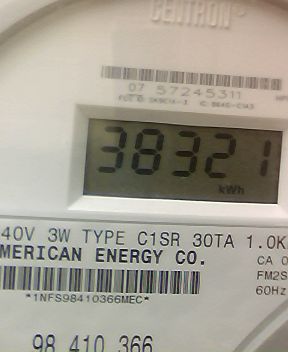 CENTRON®
07 57245311
38321
kWh
40V 3W TYPE C1SR 30TA 1.0K
MERICAN ENERGY CO.
CA 0
FM2S
60Hz
*1NFS98410366MEC*
98 410 366